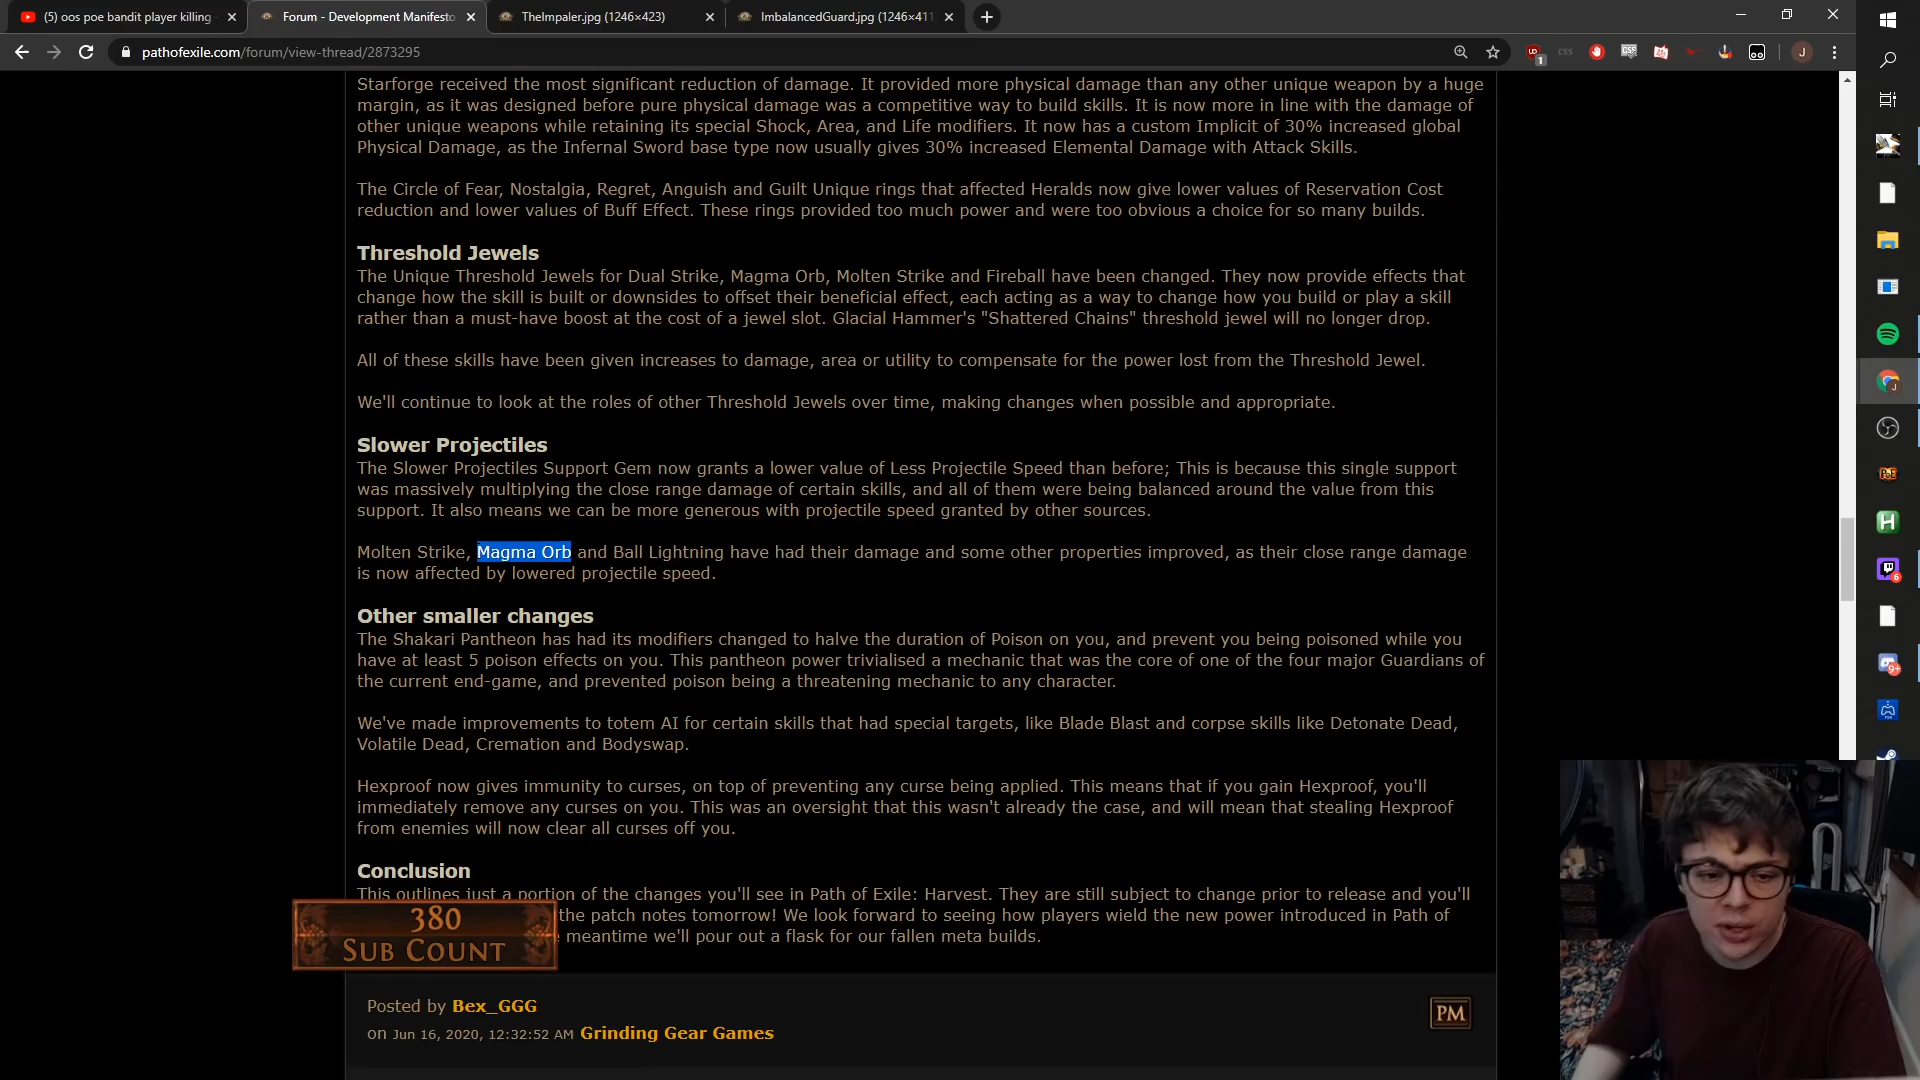 (5) oos poe bandit player killing
Forum - Development Manifesto
TheImpaler.jpg (1246×423)
ImbalancedGuard.jpg (1246×411
pathofexile.com/forum/view-thread/2873295
Starforge received the most significant reduction of damage. It provided more physical damage than any other unique weapon by a huge
margin, as it was designed before pure physical damage was a competitive way to build skills. It is now more in line with the damage of
other unique weapons while retaining its special Shock, Area, and Life modifiers. It now has a custom Implicit of 30% increased global
Physical Damage, as the Infernal Sword base type now usually gives 30% increased Elemental Damage with Attack Skills.
The Circle of Fear, Nostalgia, Regret, Anguish and Guilt Unique rings that affected Heralds now give lower values of Reservation Cost
reduction and lower values of Buff Effect. These rings provided too much power and were too obvious a choice for so many builds.
Threshold Jewels
The Unique Threshold Jewels for Dual Strike, Magma Orb, Molten Strike and Fireball have been changed. They now provide effects that
change how the skill is built or downsides to offset their beneficial effect, each acting as a way to change how you build or play a skill
rather than a must-have boost at the cost of a jewel slot. Glacial Hammer's "Shattered Chains" threshold jewel will no longer drop.
All of these skills have been given increases to damage, area or utility to compensate for the power lost from the Threshold Jewel.
We'll continue to look at the roles of other Threshold Jewels over time, making changes when possible and appropriate.
Slower Projectiles
The Slower Projectiles Support Gem now grants a lower value of Less Projectile Speed than before; This is because this single support
was massively multiplying the close range damage of certain skills, and all of them were being balanced around the value from this
support. It also means we can be more generous with projectile speed granted by other sources.
Molten Strike, Magma Orb and Ball Lightning have had their damage and some other properties improved, as their close range damage
is now affected by lowered projectile speed.
Other smaller changes
The Shakari Pantheon has had its modifiers changed to halve the duration of Poison on you, and prevent you being poisoned while you
have at least 5 poison effects on you. This pantheon power trivialised a mechanic that was the core of one of the four major Guardians of
the current end-game, and prevented poison being a threatening mechanic to any character.
We've made improvements to totem AI for certain skills that had special targets, like Blade Blast and corpse skills like Detonate Dead,
Volatile Dead, Cremation and Bodyswap.
Hexproof now gives immunity to curses, on top of preventing any curse being applied. This means that if you gain Hexproof, you'll
immediately remove any curses on you. This was an oversight that this wasn't already the case, and will mean that stealing Hexproof
from enemies will now clear all curses off you.
Conclusion
This outlines just a portion of the changes you'll see in Path of Exile: Harvest. They are still subject to change prior to release and you'll
the patch notes tomorrow! We look forward to seeing how players wield the new power introduced in Path of
meantime we'll pour out a flask for our fallen meta builds.
380
SUB COUNT
Posted by Bex_GGG
on Jun 16, 2020, 12:32:52 AM Grinding Gear Games
PM